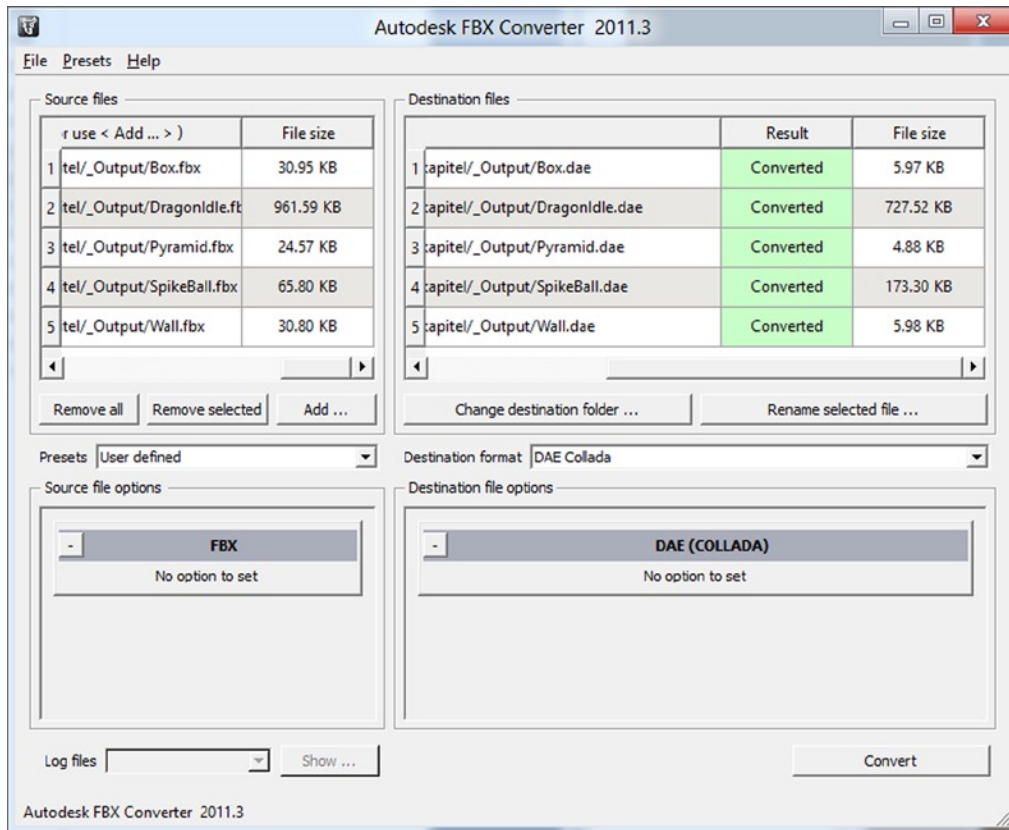 Autodesk FBX Converter 2011.3
File Presets Help
Source files
r use < Add ... > ) File size
1 tel/_Output/Box.fbx 30.95 KB
2 tel/_Output/DragonIdle.fb 961.59 KB
3 tel/_Output/Pyramid.fbx 24.57 KB
4 tel/_Output/SpikeBall.fbx 65.80 KB
5 tel/_Output/Wall.fbx 30.80 KB
Remove all Remove selected Add ...
Destination files
Result File size
1 capitel/_Output/Box.dae Converted 5.97 KB
2 capitel/_Output/DragonIdle.dae Converted 727.52 KB
3 capitel/_Output/Pyramid.dae Converted 4.88 KB
4 capitel/_Output/SpikeBall.dae Converted 173.30 KB
5 capitel/_Output/Wall.dae Converted 5.98 KB
Change destination folder ... Rename selected file ...
Presets User defined
Destination format DAE Collada
Source file options
- FBX
No option to set
Destination file options
- DAE (COLLADA)
No option to set
Log files Show ...
Convert
Autodesk FBX Converter 2011.3